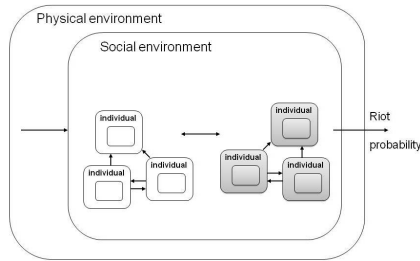 Physical environment
Social environment
individual
individual
individual
individual
individual
individual
Riot
probability